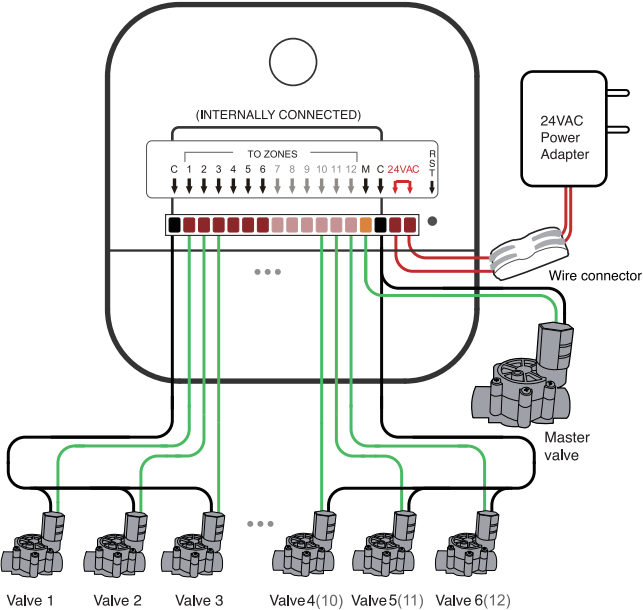 (INTERNALLY CONNECTED)
TO ZONES
C 1 2 3 4 5 6 7 8 9 10 11 12 M C 24VAC
RST
24VAC
Power
Adapter
Wire connector
Master
valve
Valve 1 Valve 2 Valve 3 Valve 4(10) Valve 5(11) Valve 6(12)